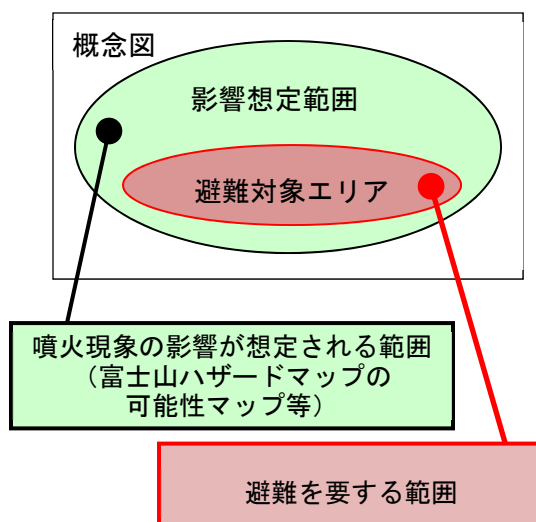 概念図
影響想定範囲
避難対象エリア
噴火現象の影響が想定される範囲
（富士山ハザードマップの
可能性マップ等）
避難を要する範囲